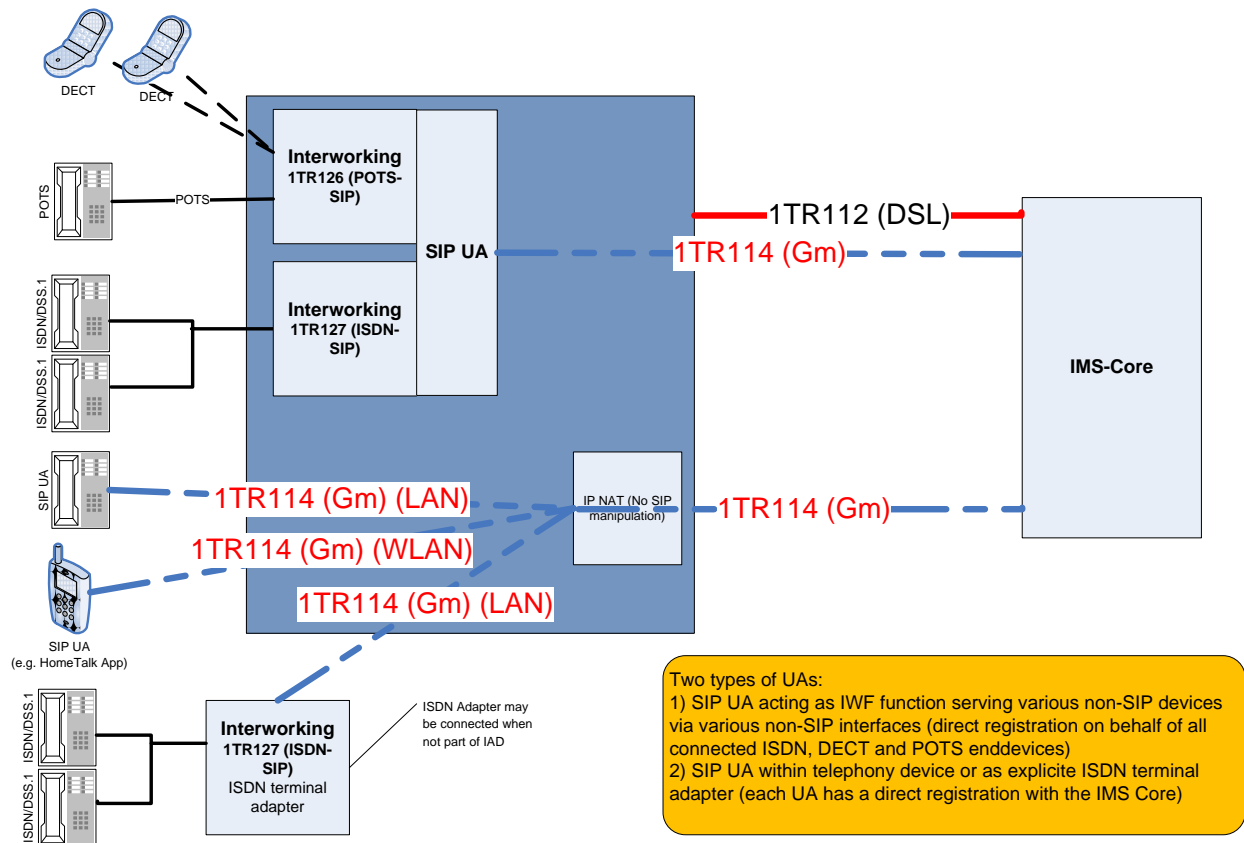 DECT
DECT
Interworking
1TR126 (POTS-
SIP)
POTS
POTS
SIP UA
1TR112 (DSL)
1TR114 (Gm)
ISDN/DSS.1
ISDN/DSS.1
Interworking
1TR127 (ISDN-
SIP)
IMS-Core
SIP UA
1TR114 (Gm) (LAN)
IP NAT (No SIP
manipulation)
1TR114 (Gm)
1TR114 (Gm) (WLAN)
1TR114 (Gm) (LAN)
SIP UA
(e.g. HomeTalk App)
ISDN/DSS.1
ISDN/DSS.1
Interworking
1TR127 (ISDN-
SIP)
ISDN terminal
adapter
ISDN Adapter may
be connected when
not part of IAD
Two types of UAs:
1) SIP UA acting as IWF function serving various non-SIP devices
via various non-SIP interfaces (direct registration on behalf of all
connected ISDN, DECT and POTS enddevices)
2) SIP UA within telephony device or as explicite ISDN terminal
adapter (each UA has a direct registration with the IMS Core)